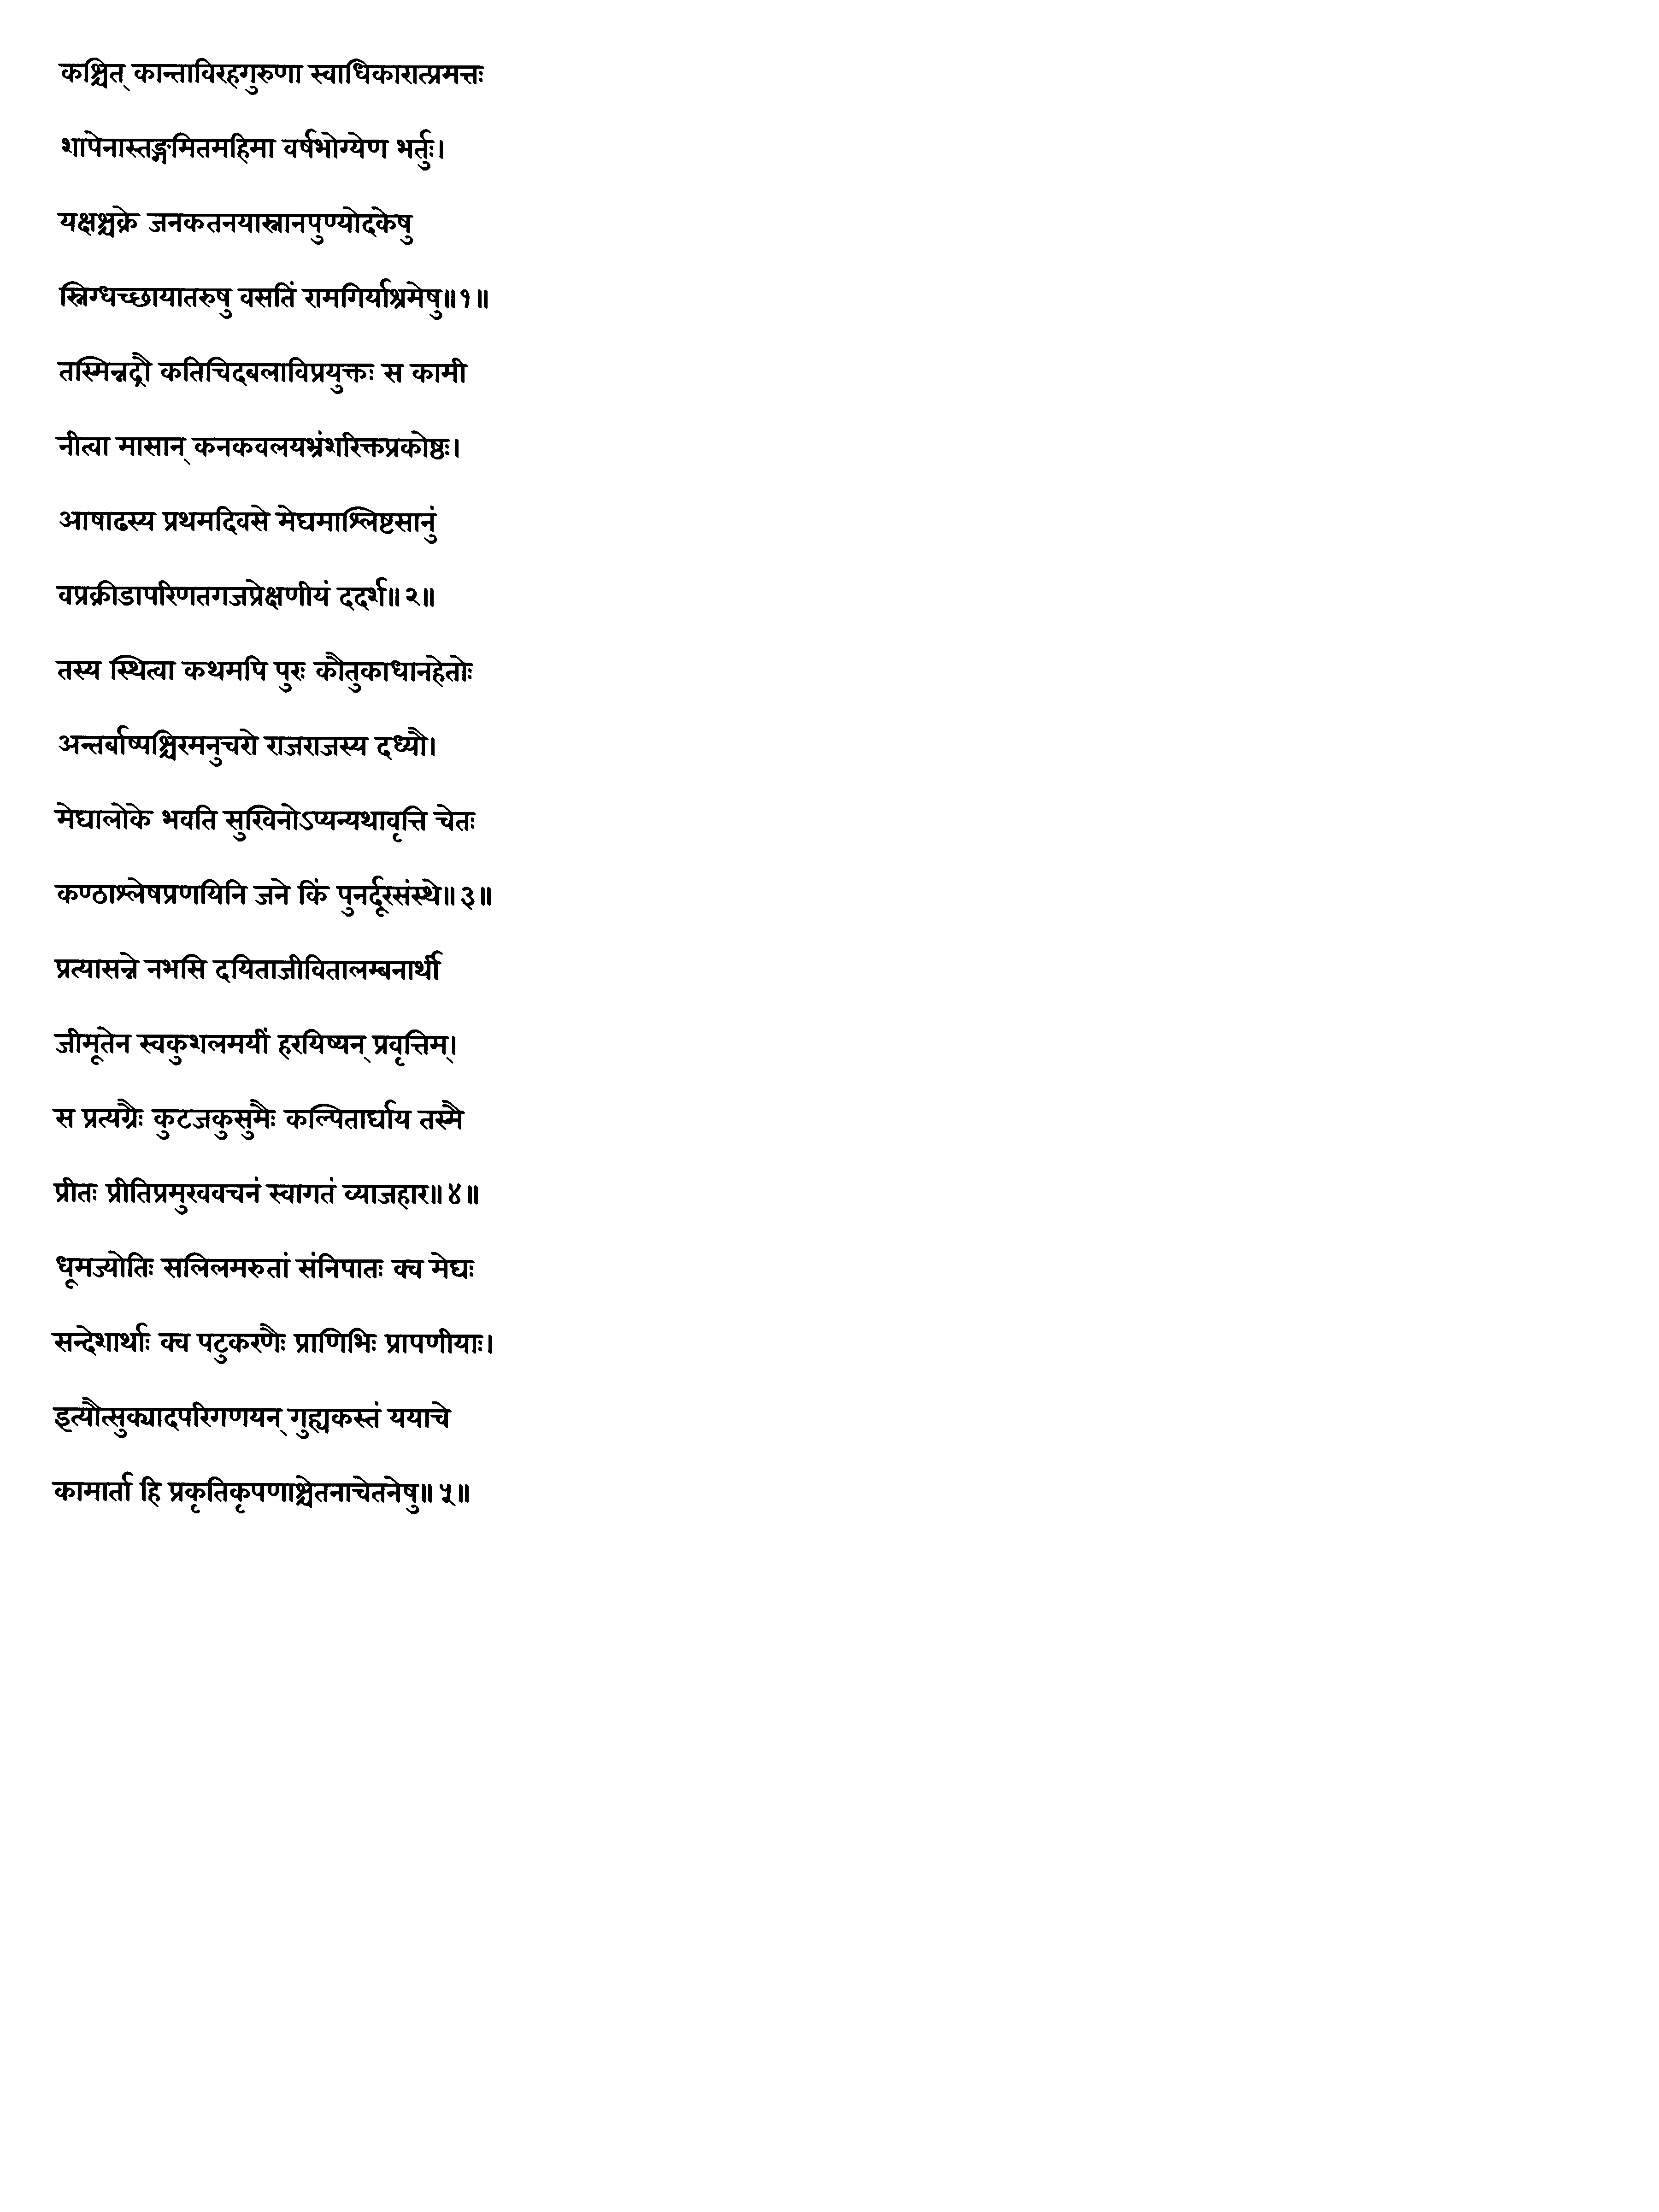 कश्चित् कान्ताविरहगुरुणा स्वाधिकारात्प्रमत्तः
शापेनास्तङ्गमितमहिमा वर्षभोग्येण भर्तुः।
यक्षश्चक्रे जनकतनयास्नानपुण्योदकेषु
स्निग्धच्छायातरुषु वसतिं रामगिर्याश्रमेषु॥१॥
तस्मिन्नद्रौ कतिचिदबलाविप्रयुक्तः स कामी
नीत्वा मासान् कनकवलयभ्रंशरिक्तप्रकोष्ठः।
आषाढस्य प्रथमदिवसे मेघमाश्लिष्टसानुं
वप्रक्रीडापरिणतगजप्रेक्षणीयं ददर्श॥२॥
तस्य स्थित्वा कथमपि पुरः कौतुकाधानहेतोः
अन्तर्बाष्पश्चिरमनुचरो राजराजस्य दध्यौ।
मेघालोके भवति सुखिनोऽप्यन्यथावृत्ति चेतः
कण्ठाश्लेषप्रणयिनि जने किं पुनर्दूरसंस्थे॥३॥
प्रत्यासन्ने नभसि दयिताजीवितालम्बनार्थी
जीमूतेन स्वकुशलमयीं हरयिष्यन् प्रवृत्तिम्।
स प्रत्यग्रैः कुटजकुसुमैः कल्पितार्घाय तस्मै
प्रीतः प्रीतिप्रमुखवचनं स्वागतं व्याजहार॥४॥
धूमज्योतिः सलिलमरुतां संनिपातः क्व मेघः
सन्देशार्थाः क्व पटुकरणैः प्राणिभिः प्रापणीयाः।
इत्यौत्सुक्यादपरिगणयन् गुह्यकस्तं ययाचे
कामार्ता हि प्रकृतिकृपणाश्चेतनाचेतनेषु॥५॥